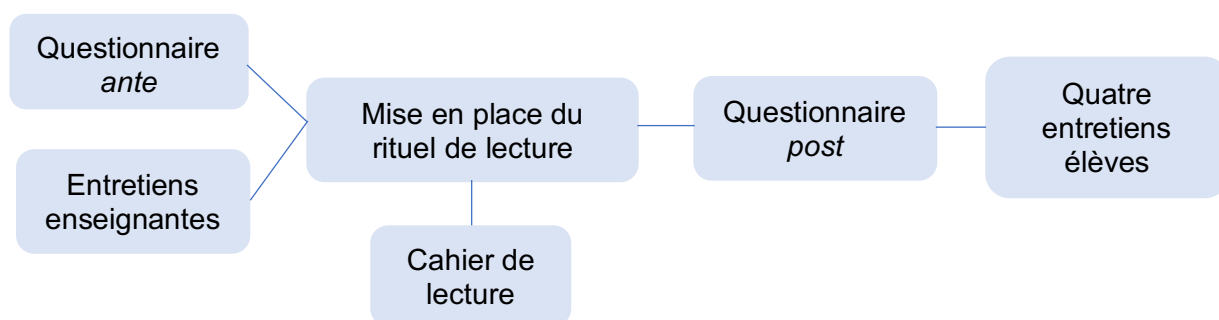 Questionnaire
ante
Entretiens
enseignantes
Mise en place du
rituel de lecture
Cahier de
lecture
Questionnaire
post
Quatre
entretiens
élèves